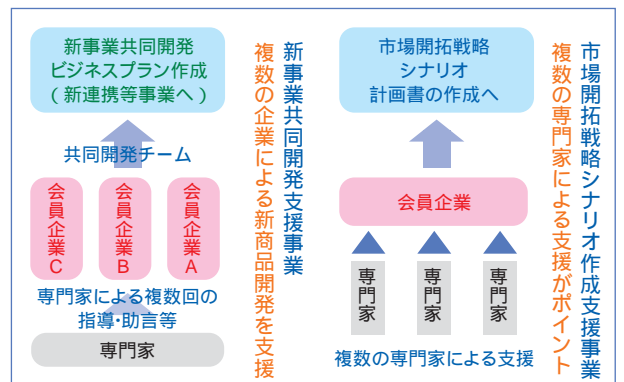 市場開拓戦略シナリオ作成支援事業
複数の専門家による支援がポイント
市場開拓戦略
シナリオ
計画書の作成へ
会員企業
専門家
専門家
専門家
複数の専門家による支援
新事業共同開発支援事業
複数の企業による新商品開発を支援
新事業共同開発
ビジネスプラン作成
(新連携等事業へ)
共同開発チーム
会員企業A
会員企業B
会員企業C
専門家による複数回の
指導・助言等
専門家